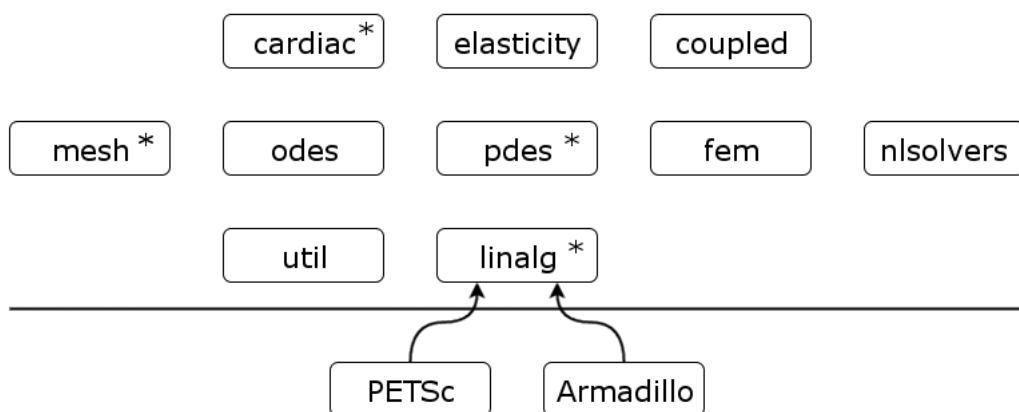 cardiac* elasticity coupled
mesh* odes pdes* fem nlsolvers
util linalg*
PETSc Armadillo